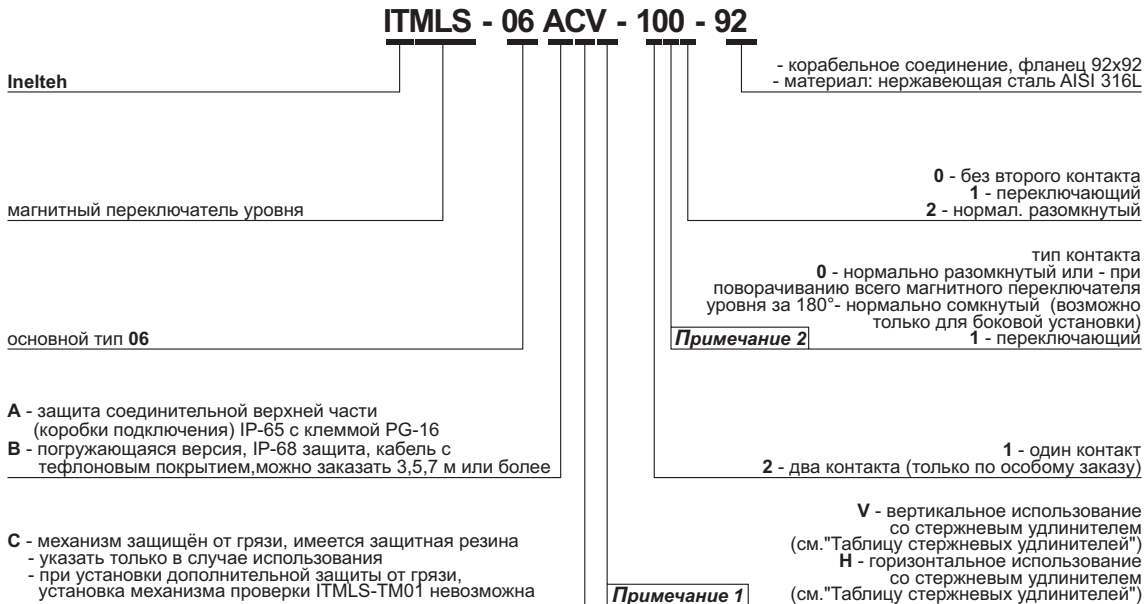 ITMLS - 06 ACV - 100 - 92
- корабельное соединение, фланец 92x92
- материал: нержавеющая сталь AISI 316L
Inelteh
0 - без второго контакта
1 - переключающий
2 - нормал. разомкнутый
магнитный переключатель уровня
тип контакта
0 - нормально разомкнутый или - при
поворачиванию всего магнитного переключателя
уровня за 180°- нормально сомкнутый (возможно
только для боковой установки)
1 - переключающий
Примечание 2
основной тип 06
A - защита соединительной верхней части
(коробки подключения) IP-65 с клеммой PG-16
B - погружающаяся версия, IP-68 защита, кабель с
тефлоновым покрытием,можно заказать 3,5,7 м или более
1 - один контакт
2 - два контакта (только по особому заказу)
C - механизм защищён от грязи, имеется защитная резина
- указать только в случае использования
- при установки дополнительной защиты от грязи,
установка механизма проверки ITMLS-TM01 невозможна
V - вертикальное использование
со стержневым удлинителем
(см."Таблицу стержневых удлинителей")
H - горизонтальное использование
со стержневым удлинителем
(см."Таблицу стержневых удлинителей")
Примечание 1